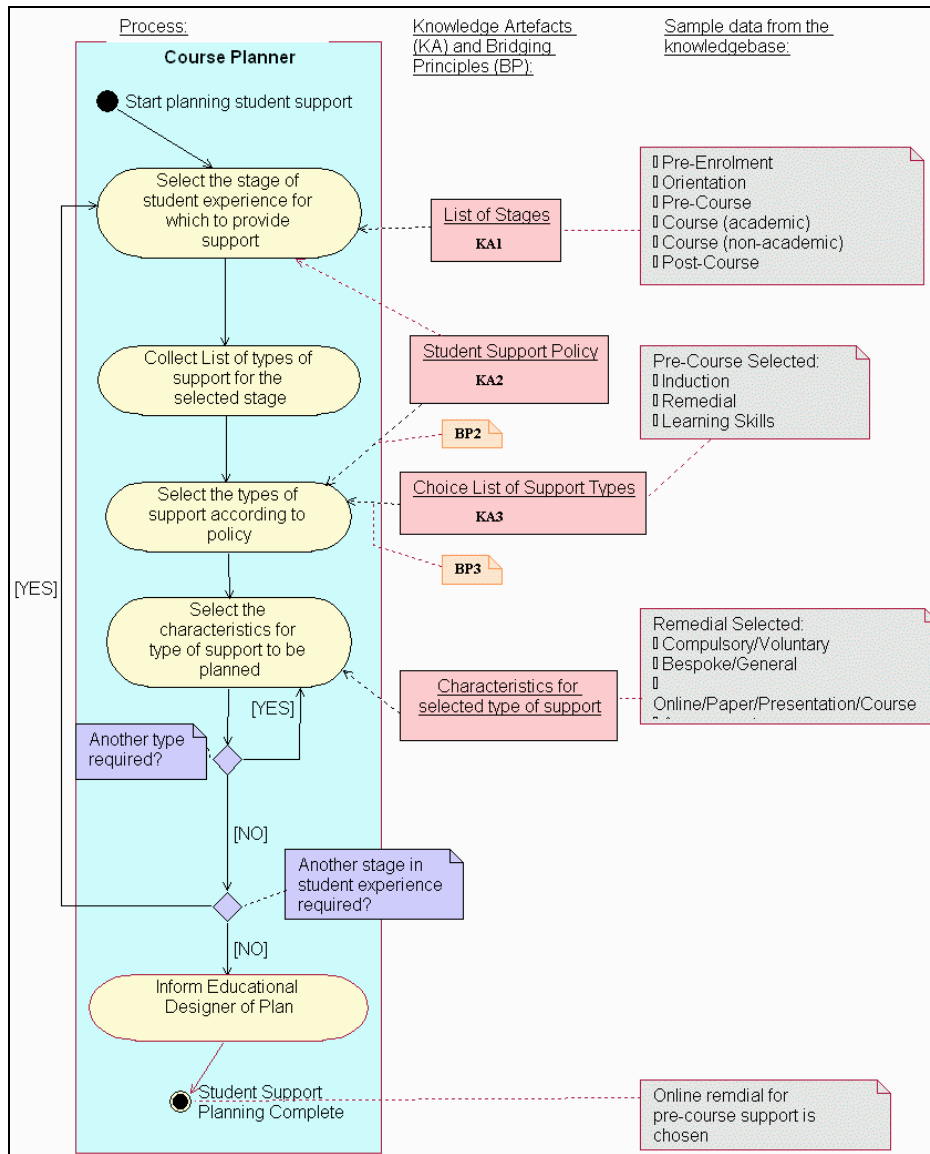 Process:
Knowledge Artefacts
(KA) and Bridging
Principles (BP):
Sample data from the
knowledgebase:
Course Planner
Start planning student support
Select the stage of
student experience for
which to provide
support
List of Stages
KA1
Pre-Enrolment
Orientation
Pre-Course
Course (academic)
Course (non-academic)
Post-Course
Collect List of types of
support for the
selected stage
Student Support Policy
KA2
BP2
Pre-Course Selected:
Induction
Remedial
Learning Skills
Select the types of
support according to
policy
Choice List of Support Types
KA3
BP3
[YES]
Select the
characteristics for
type of support to be
planned
[YES]
Characteristics for
selected type of support
Remedial Selected:
Compulsory/Voluntary
Bespoke/General
Online/Paper/Presentation/Course
Another type
required?
[NO]
Another stage in
student experience
required?
[NO]
Inform Educational
Designer of Plan
Student Support
Planning Complete
Online remdial for
pre-course support is
chosen